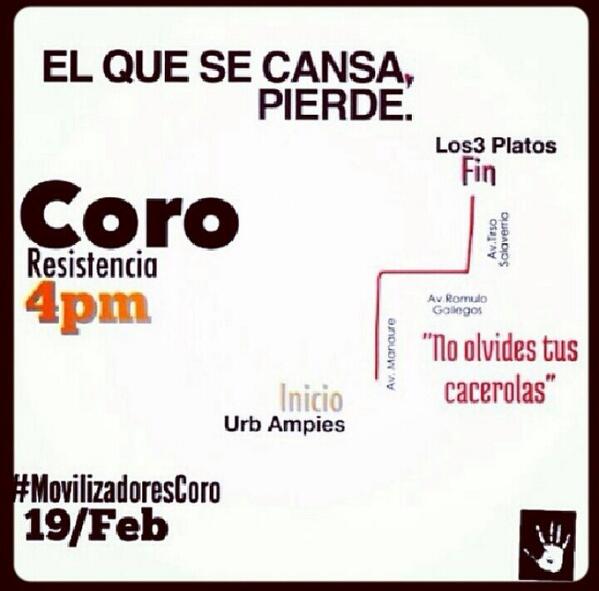 EL QUE SE CANSA,
PIERDE.
Los3 Platos
Fin
Coro
Resistencia
4pm
Av.Tirso
Salaverria
Av.Romulo
Gallegos
Av. Manaure
"No olvides tus
cacerolas"
Inicio
Urb Ampies
#MovilizadoresCoro
19/Feb